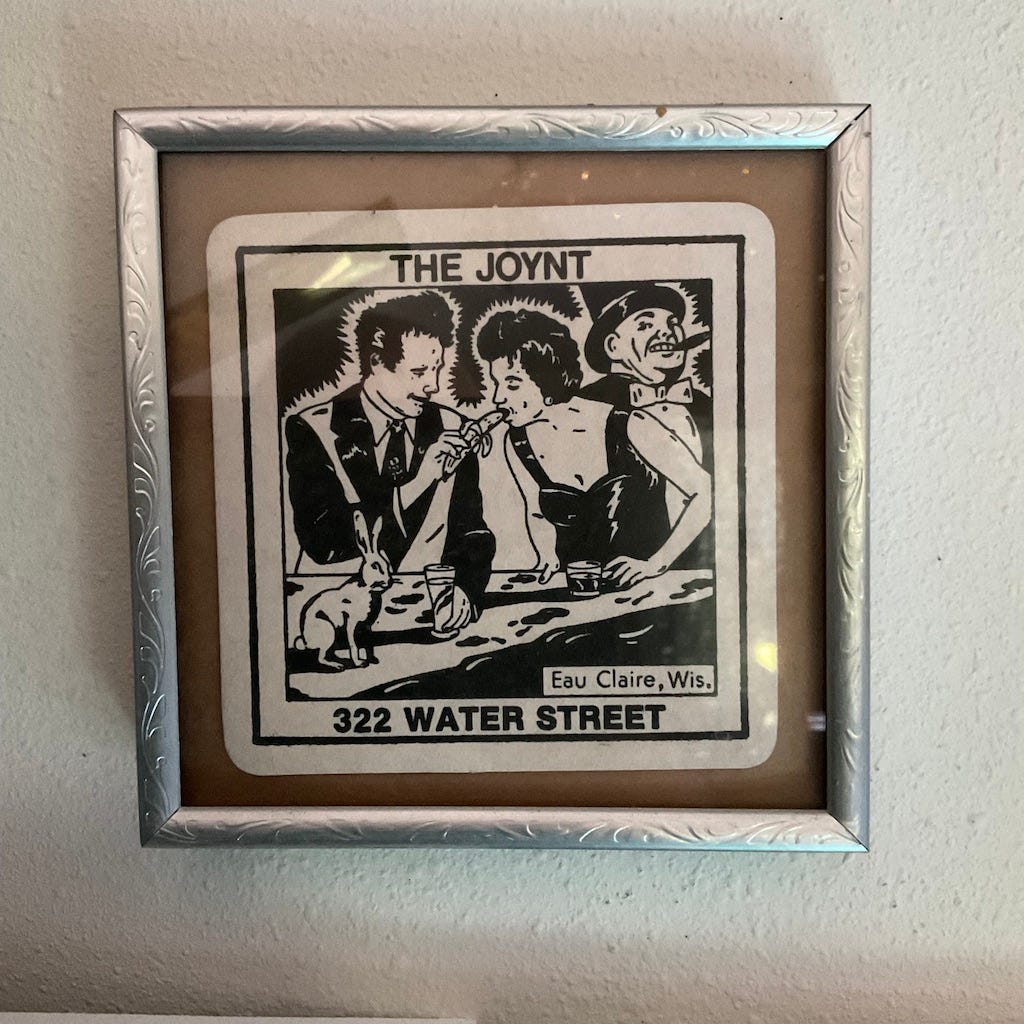 THE JOYNT
Eau Claire, Wis.
322 WATER STREET